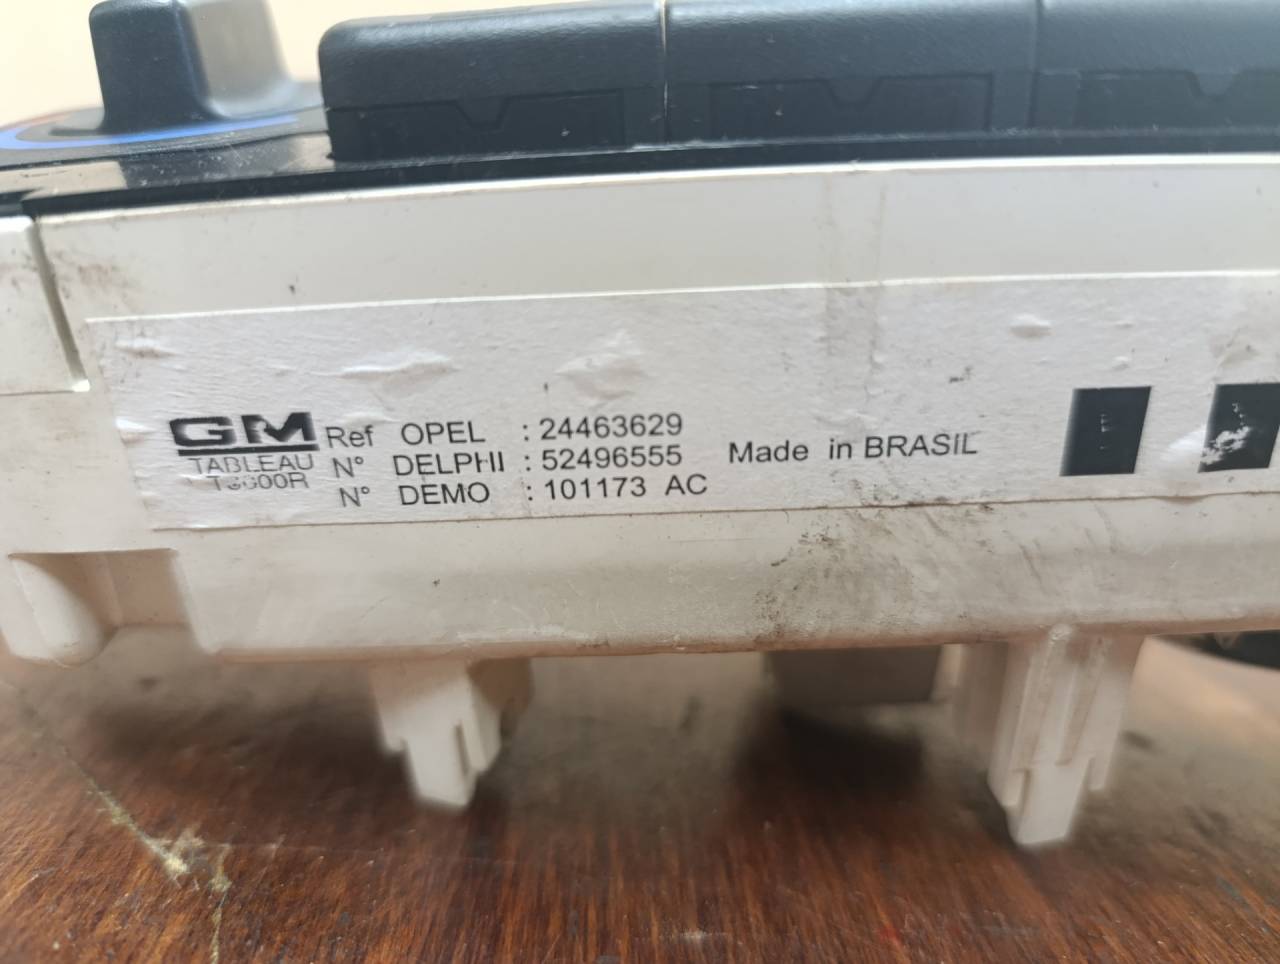 GM
TABLEAU
Ref OPEL : 24463629
N° DELPHI : 52496555
N° DEMO : 101173 AC
Made in BRASIL